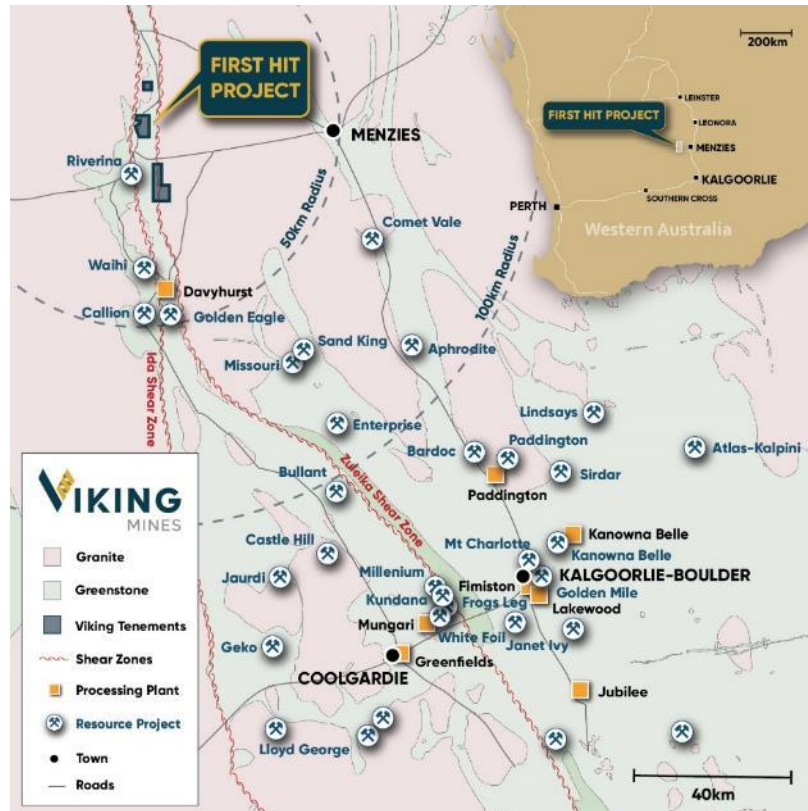 FIRST HIT
PROJECT
200km
LEINSTER
LEONORA
FIRST HIT PROJECT
MENZIES
KALGOORLIE
SOUTHERN CROSS
PERTH
Western Australia
MENZIES
Riverina
50km Radius
Comet Vale
100km Radius
Waihi
Davyhurst
Callion
Golden Eagle
Sand King
Aphrodite
Missouri
Ida Shear Zone
Lindsays
Enterprise
Bardoc
Paddington
Atlas-Kalpini
Bullant
Zuleika Shear Zone
Sirdar
Paddington
Castle Hill
Mt Charlotte
Kanowna Belle
Kanowna Belle
Jaurdi
Millenium
Fimiston
KALGOORLIE-BOULDER
Kundana
Frogs Leg
Golden Mile
Lakewood
Mungari
White Foil
Janet Ivy
Geko
Greenfields
COOLGARDIE
Jubilee
Lloyd George
40km
VIKING
MINES
Granite
Greenstone
Viking Tenements
Shear Zones
Processing Plant
Resource Project
Town
Roads